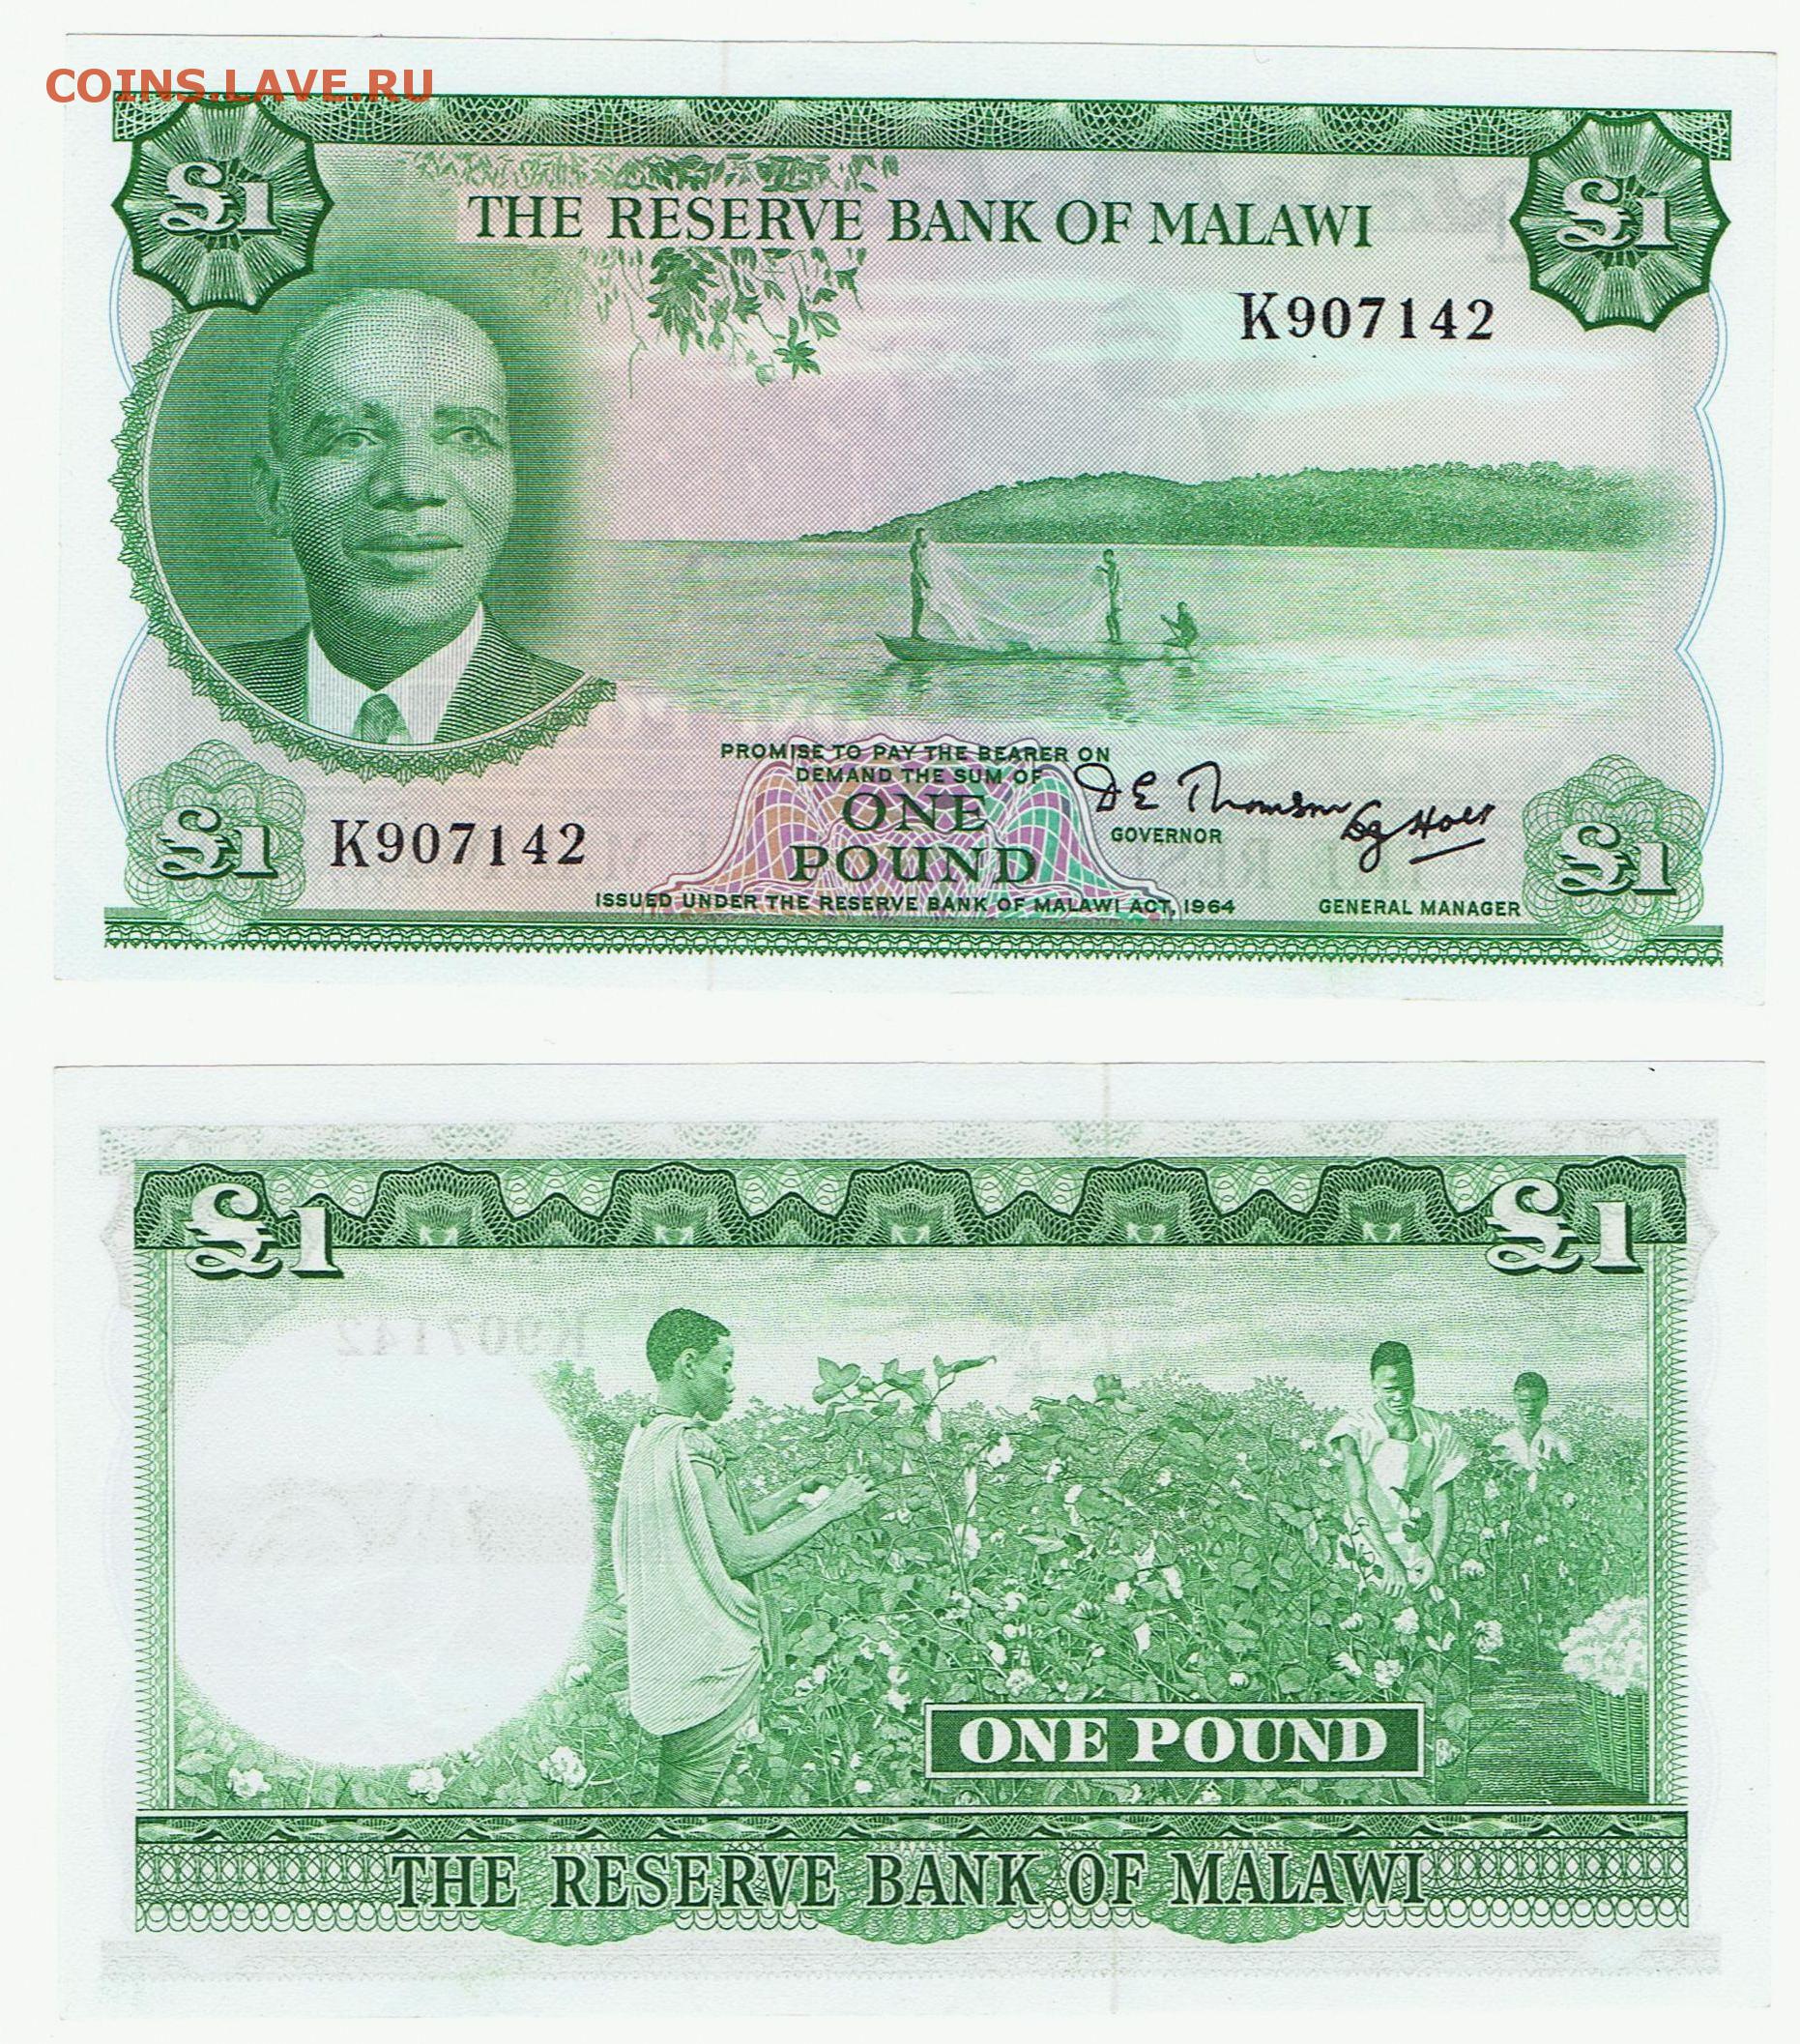 COINS.LAVE.RU
£1 £1
THE RESERVE BANK OF MALAWI
K907142
PROMISE TO PAY THE BEARER ON
DEMAND THE SUM OF
ONE
POUND
D E Thomson
GOVERNOR
£1 K907142 £1
ISSUED UNDER THE RESERVE BANK OF MALAWI ACT, 1964
GENERAL MANAGER
£1 £1
ONE POUND
THE RESERVE BANK OF MALAWI